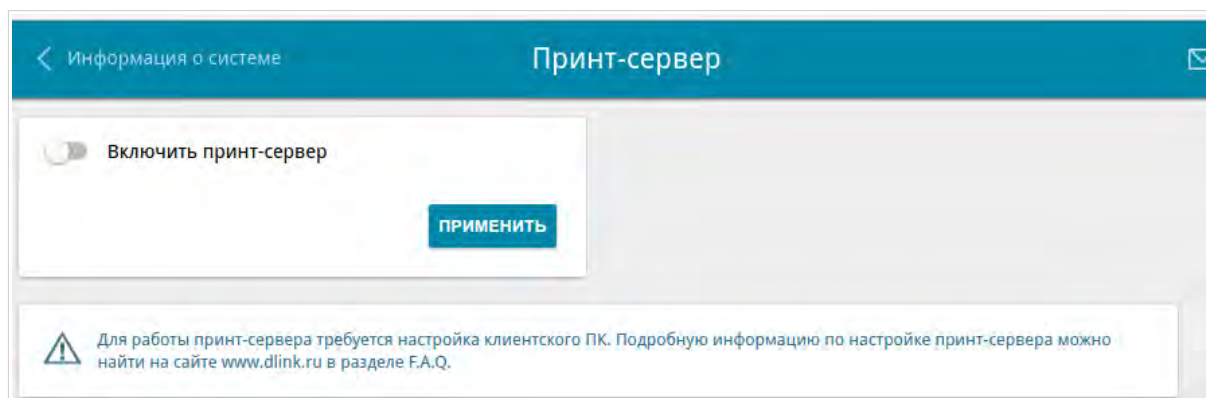 Информация о системе
Принт-сервер
Включить принт-сервер
ПРИМЕНИТЬ
Для работы принт-сервера требуется настройка клиентского ПК. Подробную информацию по настройке принт-сервера можно
найти на сайте www.dlink.ru в разделе F.A.Q.